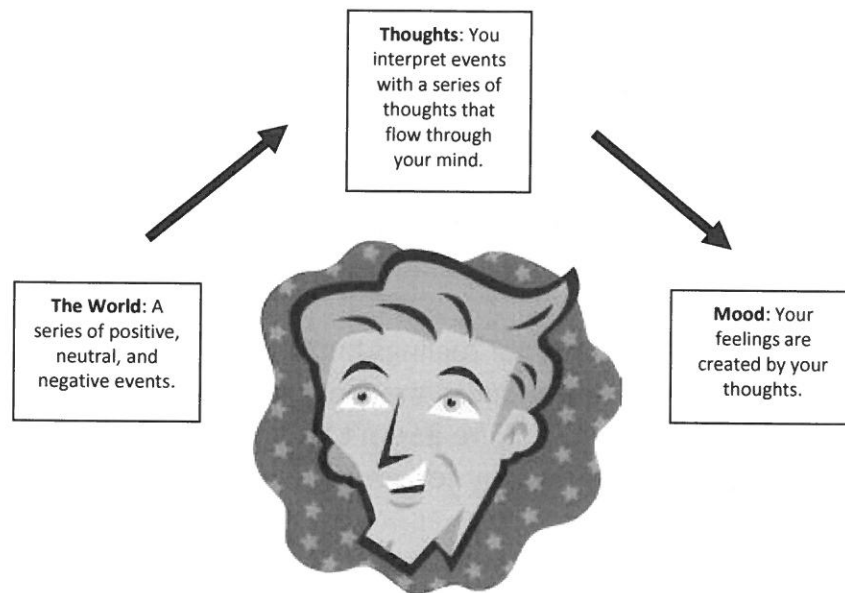 Thoughts: You
interpret events
with a series of
thoughts that
flow through
your mind.
The World: A
series of positive,
neutral, and
negative events.
Mood: Your
feelings are
created by your
thoughts.